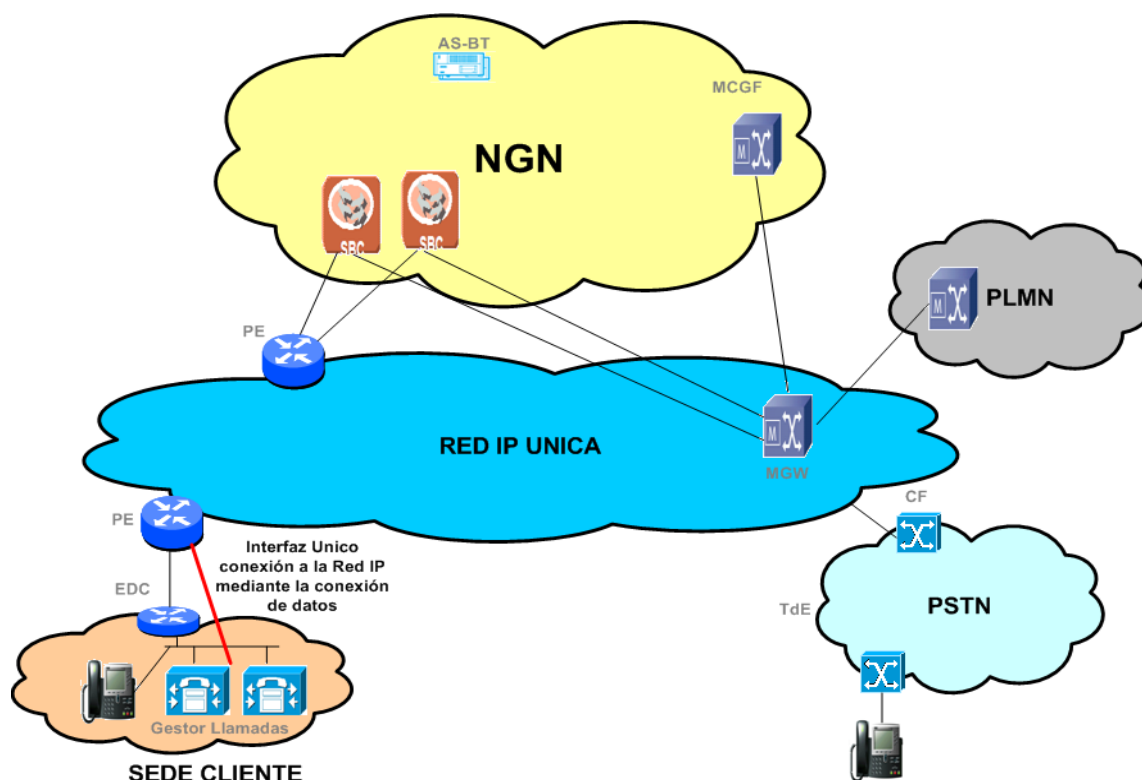 AS-BT
MCGF
NGN
SBC
SBC
PLMN
PE
RED IP UNICA
MGW
CF
PE
Interfaz Unico
conexión a la Red IP
mediante la conexión
de datos
EDC
TdE
PSTN
Gestor Llamadas
SEDE CLIENTE
M
M
M